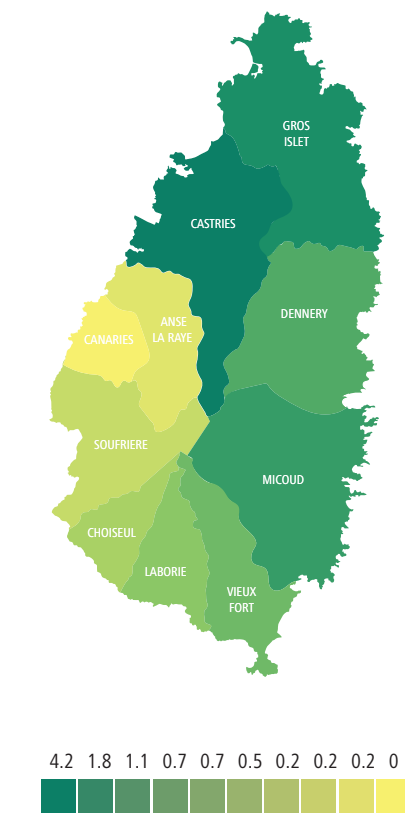 GROS
ISLET
CASTRIES
DENNERY
ANSE
LA RAYE
CANARIES
SOUFRIERE
MICOUD
CHOISEUL
LABORIE
VIEUX
FORT
4.2 1.8 1.1 0.7 0.7 0.5 0.2 0.2 0.2 0